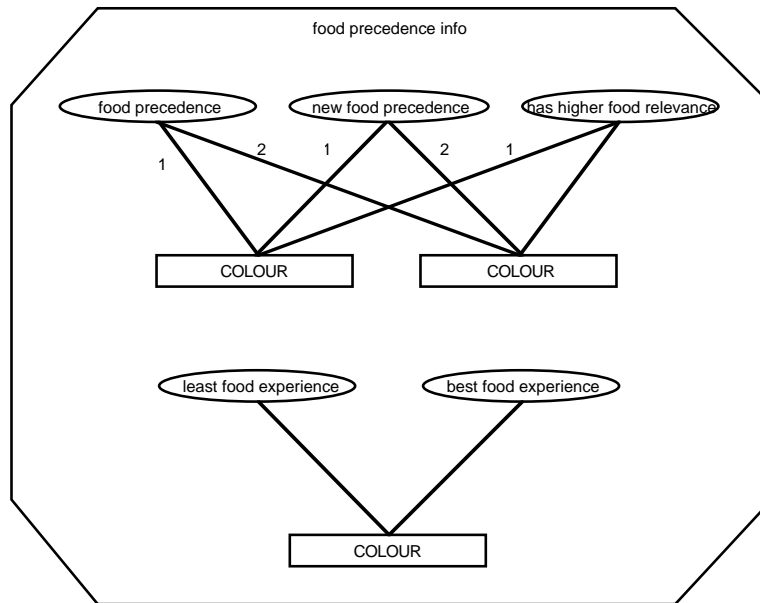 food precedence info
food precedence
new food precedence
has higher food relevance
1
2
1
2
1
COLOUR
COLOUR
least food experience
best food experience
COLOUR